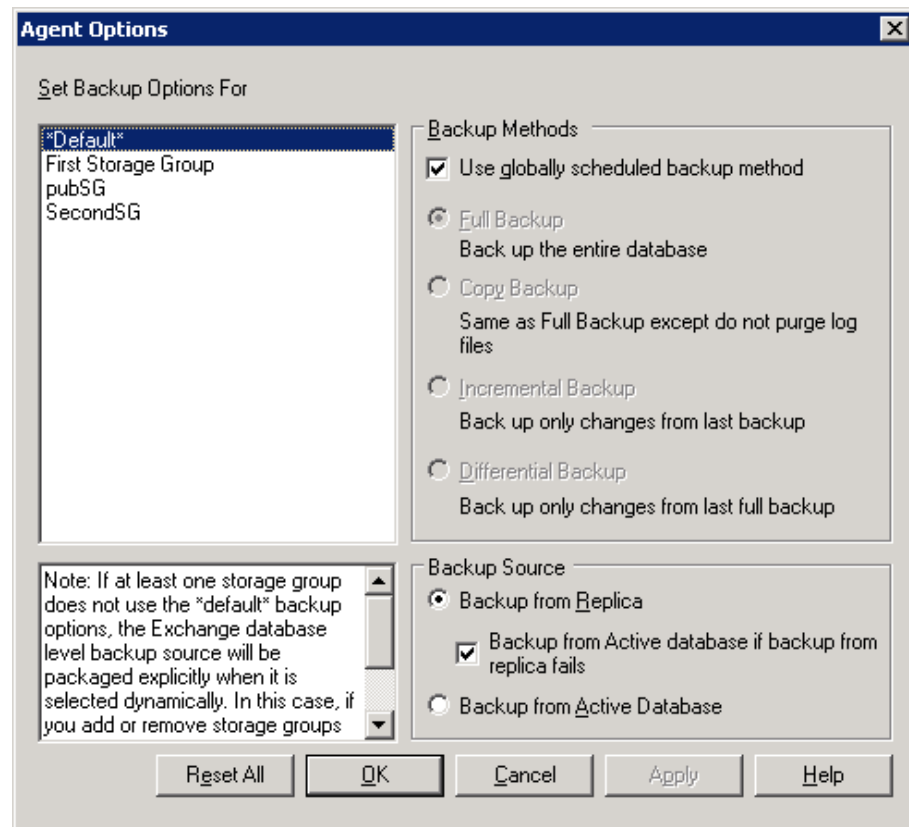 Agent Options
Set Backup Options For
*Default*
First Storage Group
pubSG
SecondSG
Backup Methods
Use globally scheduled backup method
Full Backup
Back up the entire database
Copy Backup
Same as Full Backup except do not purge log
files
Incremental Backup
Back up only changes from last backup
Differential Backup
Back up only changes from last full backup
Note: If at least one storage group
does not use the *default* backup
options, the Exchange database
level backup source will be
packaged explicitly when it is
selected dynamically. In this case, if
you add or remove storage groups
Backup Source
Backup from Replica
Backup from Active database if backup from
replica fails
Backup from Active Database
Reset All
OK
Cancel
Apply
Help